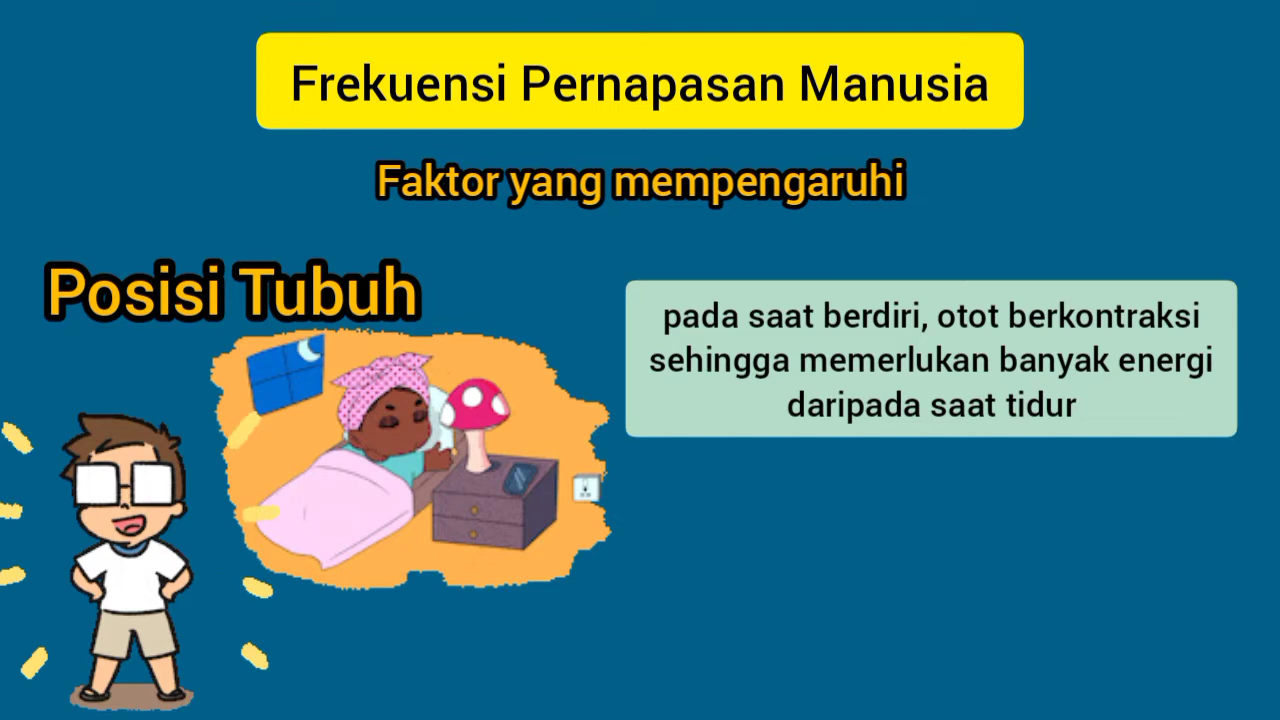 Frekuensi Pernapasan Manusia
Faktor yang mempengaruhi
Posisi Tubuh
pada saat berdiri, otot berkontraksi
sehingga memerlukan banyak energi
daripada saat tidur